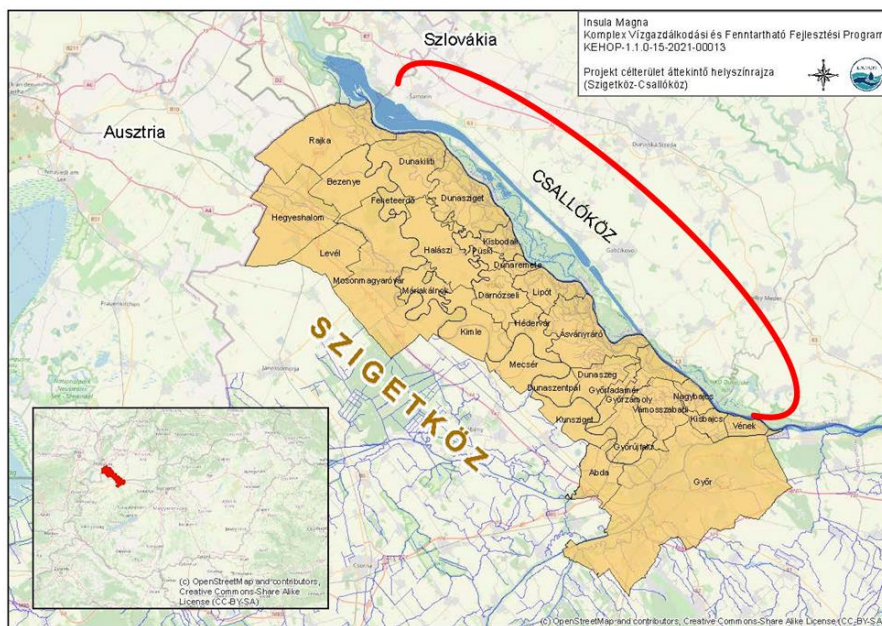 Insula Magna
Komplex Vízgazdálkodási és Fenntartható Fejlesztési Program
KEHOP-1.1.0-15-2021-00013
Projekt célterület áttekintő helyszínrajza
(Szigetköz-Csallóköz)
Szlovákia
Ausztria
CSALLÓKÖZ
SZIGETKÖZ
Rajka
Dunakiliti
Bezenye
Feketeerdő
Dunasziget
Hegyeshalom
Levél
Halászi
Kisbodak
Püski
Dunaremete
Mosonmagyaróvár
Máriakálnok
Darnózseli
Lipót
Kimle
Hédervár
Ásványráró
Mecsér
Dunaszeg
Dunaszentpál
Győrladamér
Győrzámoly
Nagybajcs
Vámosszabadi
Kisbajcs
Vének
Kunsziget
Győrújfalu
Abda
Győr
(c) OpenStreetMap and contributors,
Creative Commons-Share Alike
License (CC-BY-SA)
(c) OpenStreetMap and contributors, Creative Commons-Share Alike License (CC-BY-SA)